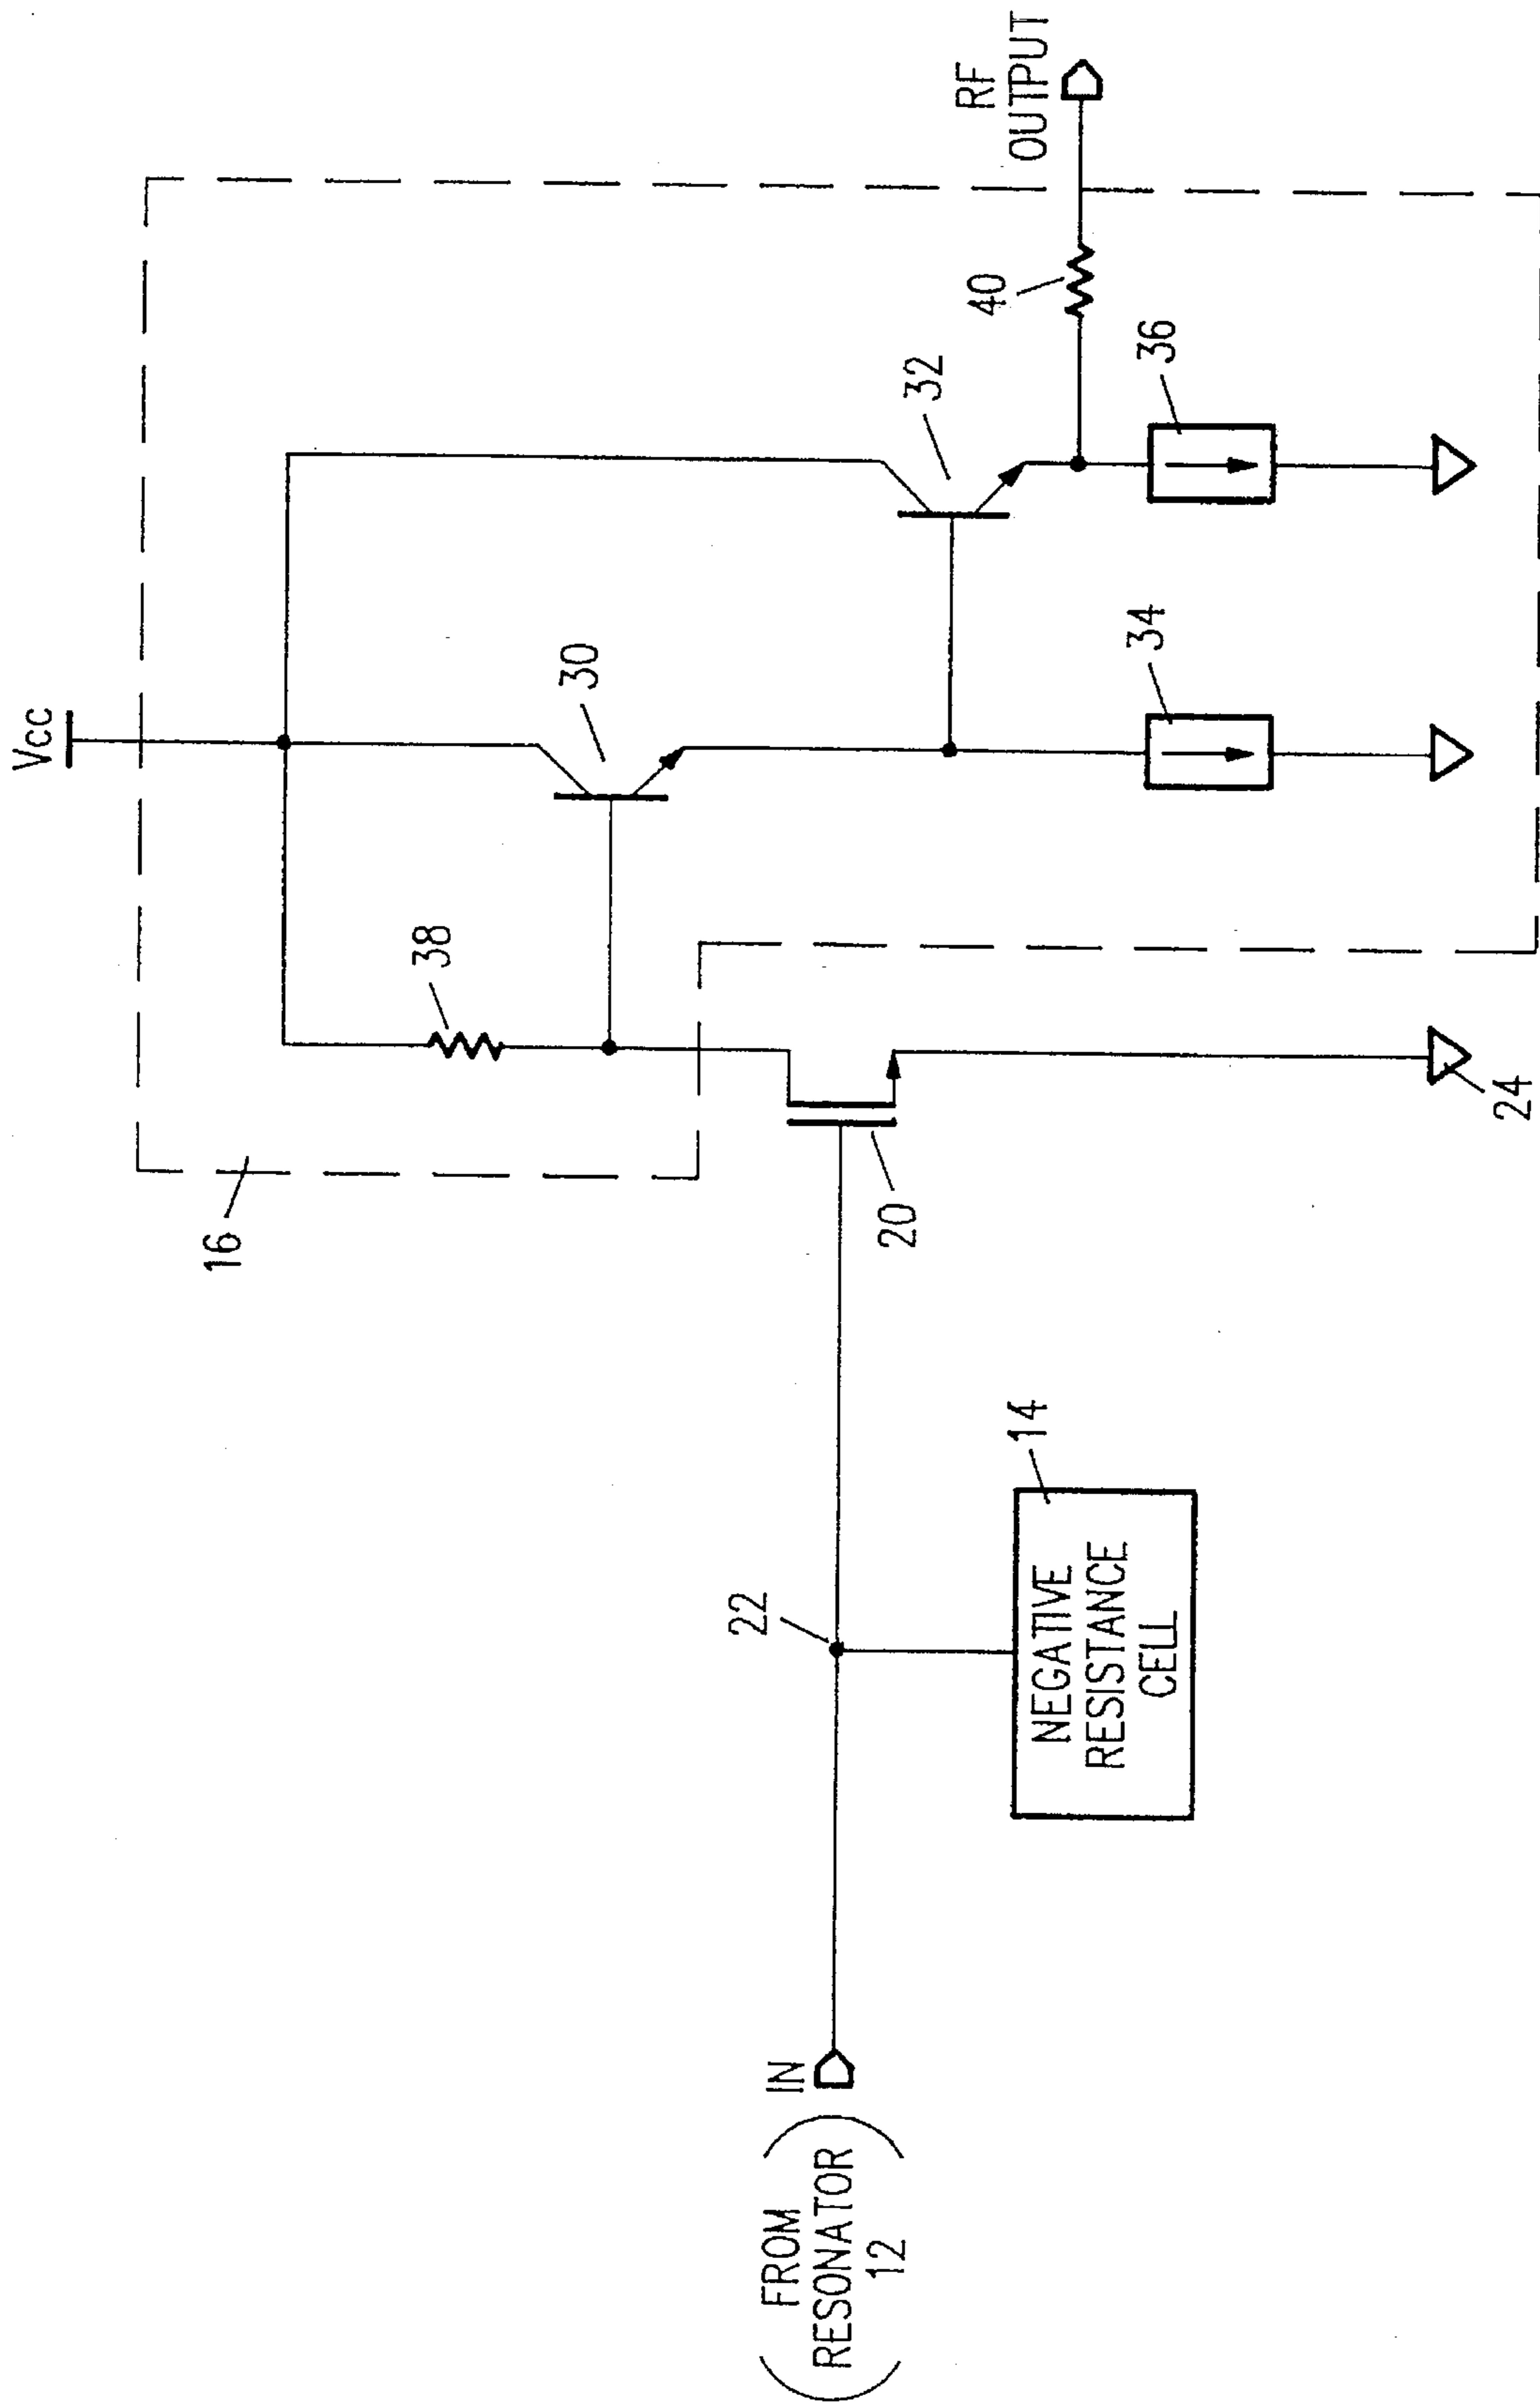 Vcc
16
38
30
32
40
RF
OUTPUT
34
36
20
24
22
NEGATIVE
RESISTANCE
CELL
14
IN
FROM
RESONATOR
12